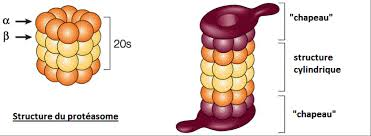 α
β
20s
Structure du protéasome
"chapeau"
structure
cylindrique
"chapeau"